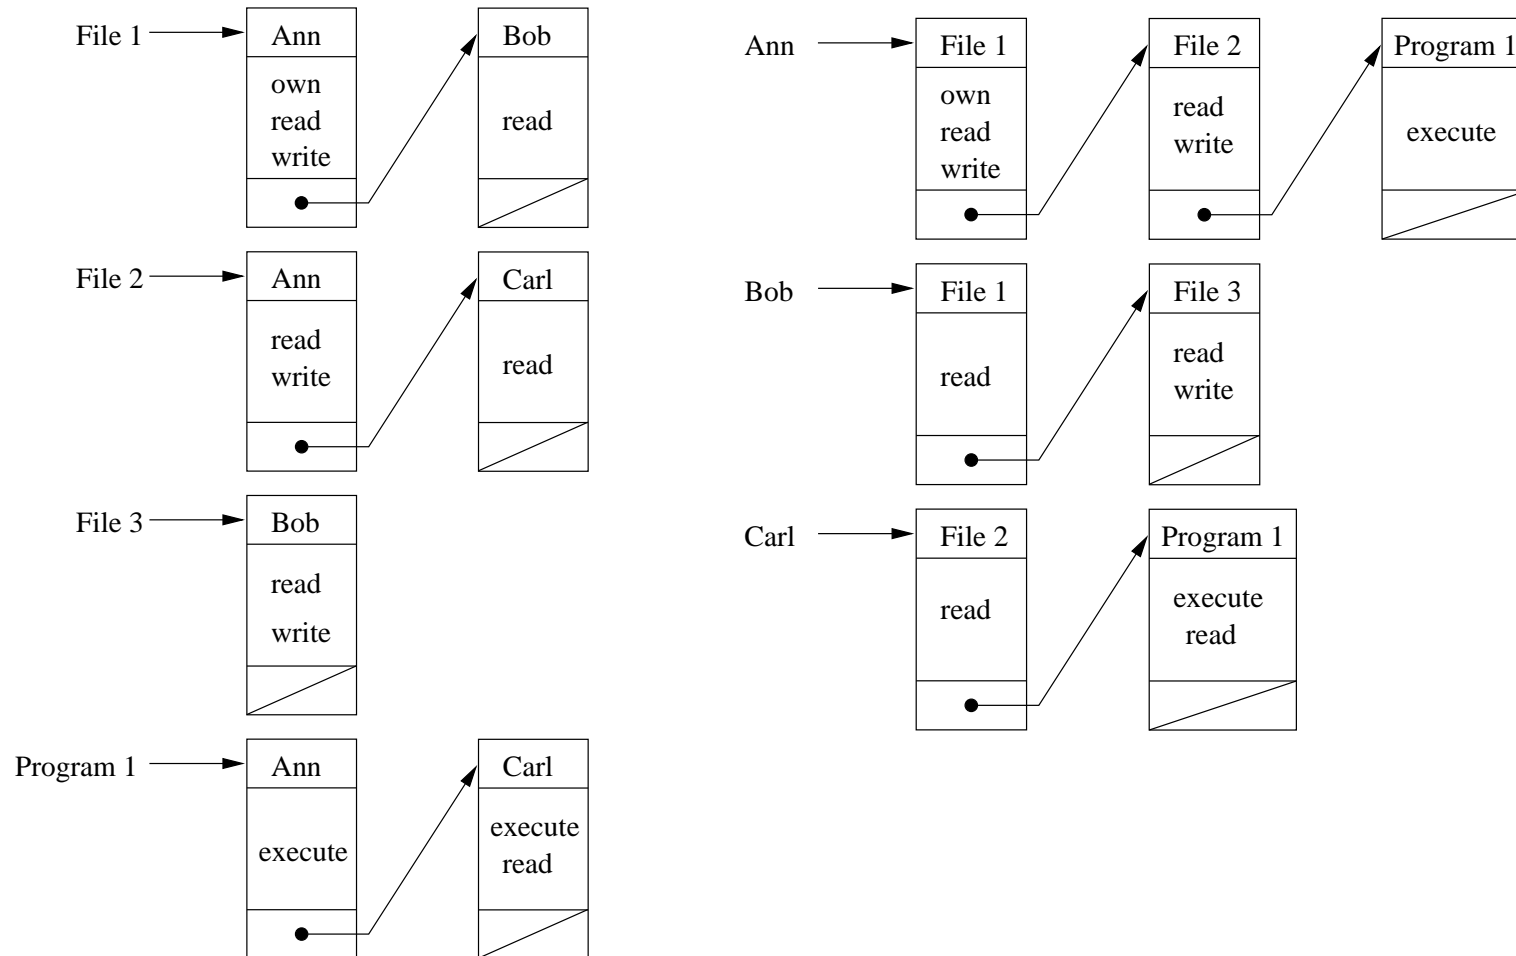 File 1
Ann
own
read
write
Bob
read
File 2
Ann
read
write
Carl
read
File 3
Bob
read
write
Program 1
Ann
execute
Carl
execute
read
Ann
File 1
own
read
write
File 2
read
write
Program 1
execute
Bob
File 1
read
File 3
read
write
Carl
File 2
read
Program 1
execute
read